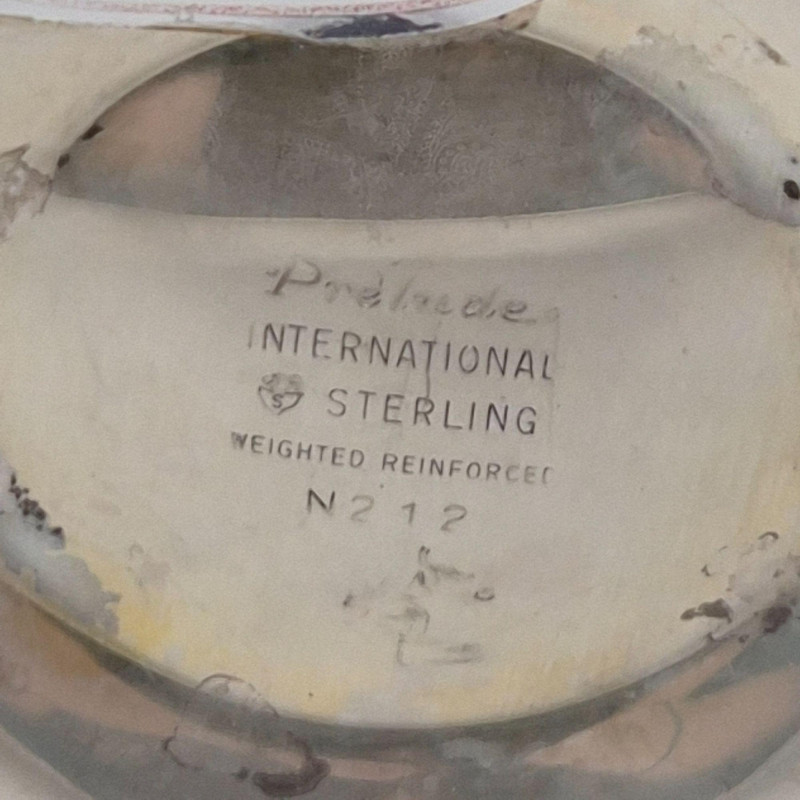 Prelude
INTERNATIONAL
S STERLING
WEIGHTED REINFORCED
N212